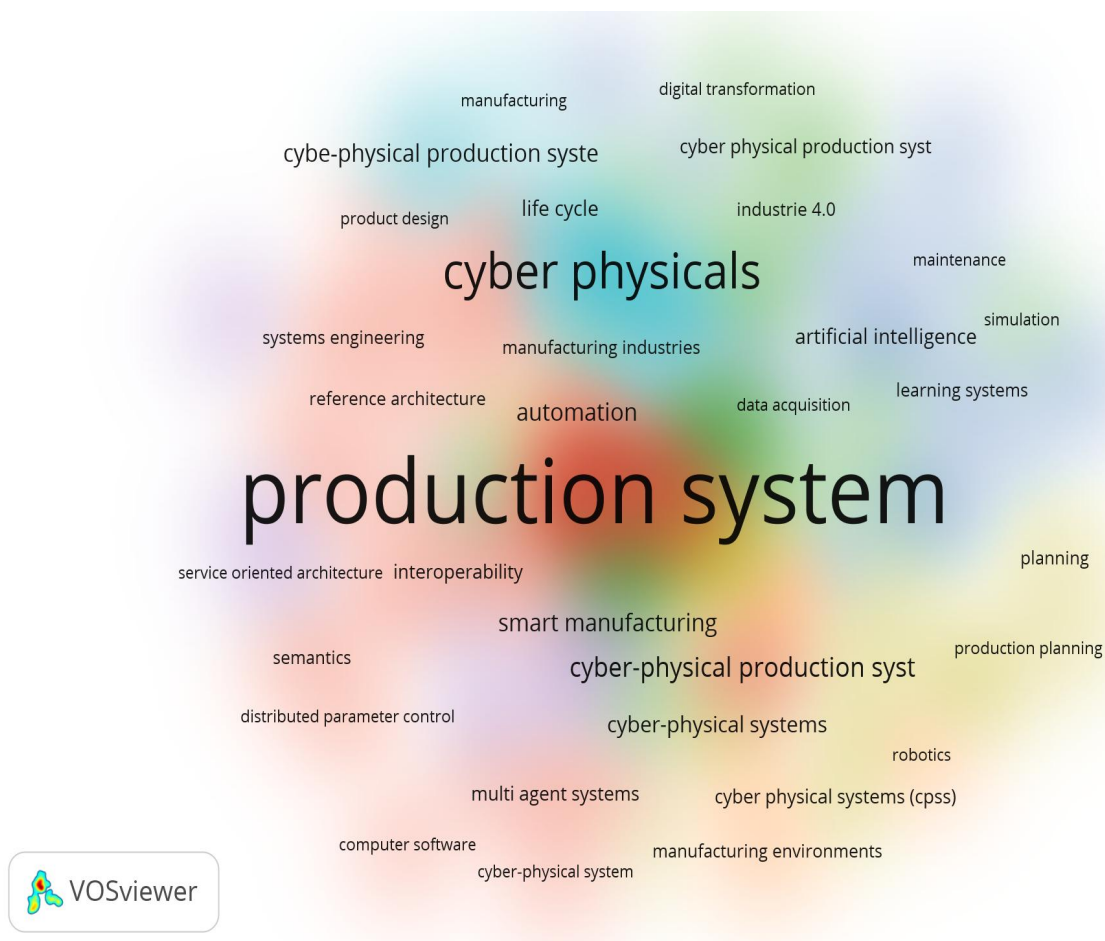 digital transformation
manufacturing
cyber physical production syst
cybe-physical production syste
life cycle
industrie 4.0
product design
maintenance
cyber physicals
simulation
systems engineering
artificial intelligence
manufacturing industries
learning systems
reference architecture
data acquisition
automation
production system
planning
service oriented architecture
interoperability
smart manufacturing
production planning
semantics
cyber-physical production syst
distributed parameter control
cyber-physical systems
robotics
multi agent systems
cyber physical systems (cpss)
computer software
manufacturing environments
cyber-physical system
VOSviewer